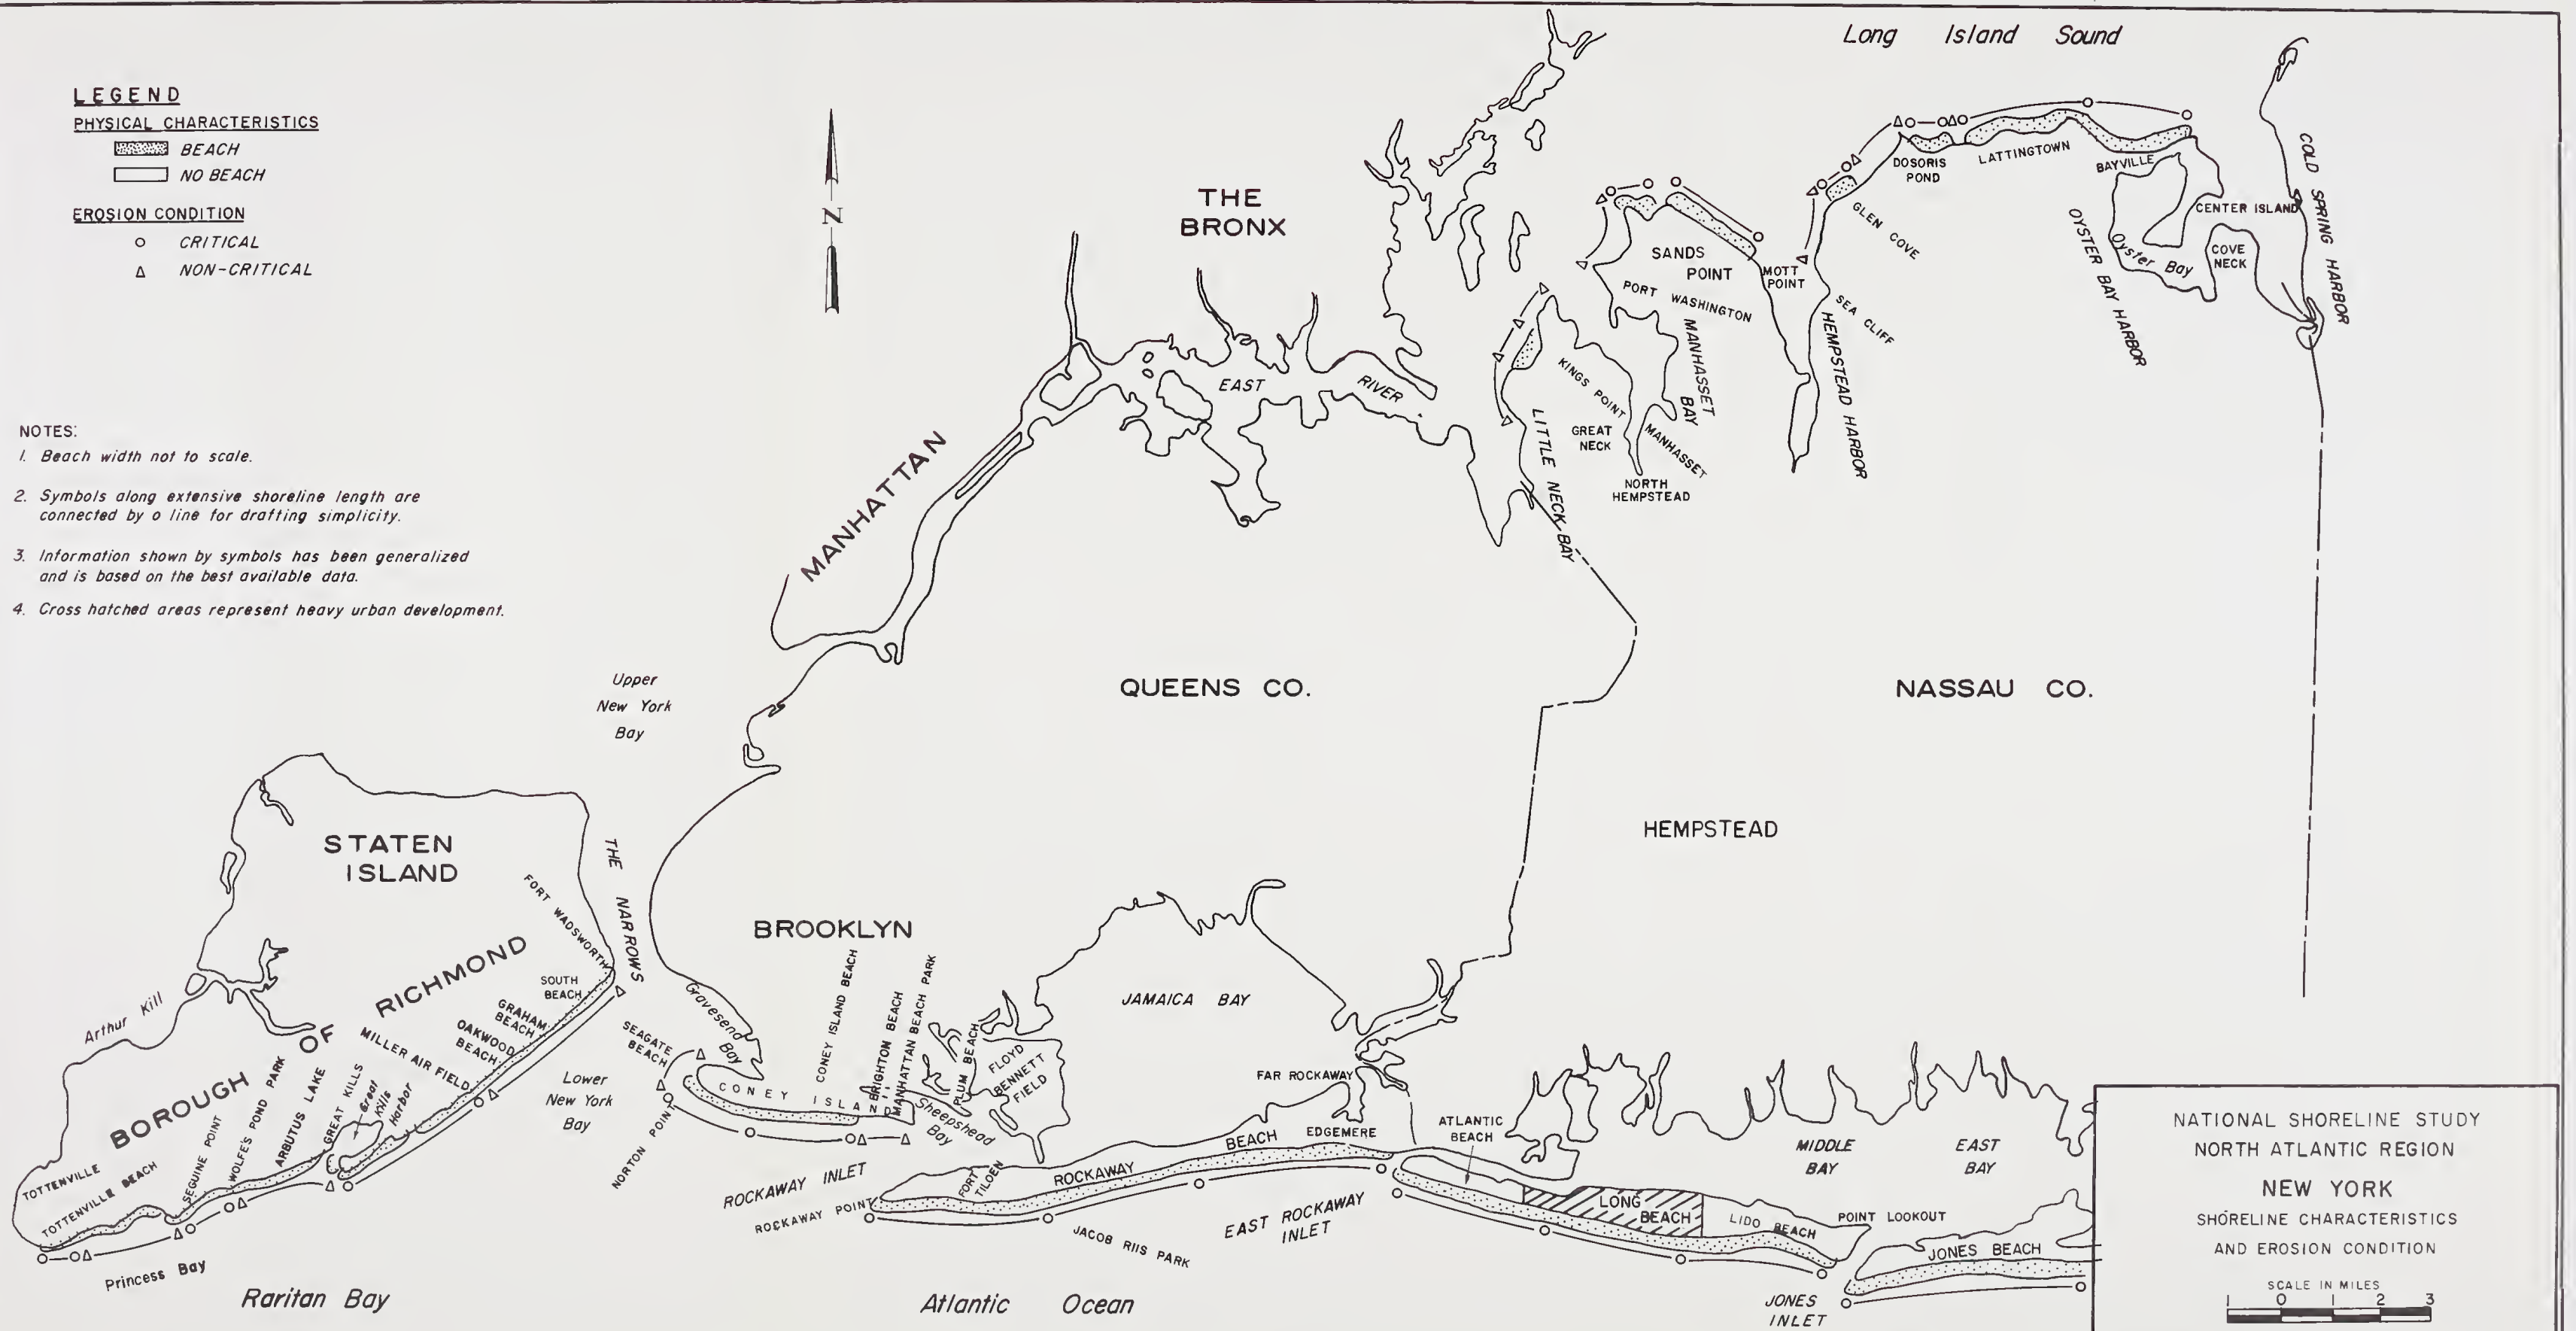 LEGEND
PHYSICAL CHARACTERISTICS
BEACH
NO BEACH
EROSION CONDITION
CRITICAL
NON-CRITICAL
N
NOTES:
1. Beach width not to scale.
2. Symbols along extensive shoreline length are
connected by a line for drafting simplicity.
3. Information shown by symbols has been generalized
and is based on the best available data.
4. Cross hatched areas represent heavy urban development.
Long Island Sound
THE
BRONX
MANHATTAN
EAST RIVER
LITTLE NECK BAY
KINGS POINT
GREAT
NECK
MANHASSET
NORTH
HEMPSTEAD
MANHASSET BAY
SANDS
POINT
PORT WASHINGTON
MOTT
POINT
HEMPSTEAD HARBOR
SEA CLIFF
GLEN COVE
DOSORIS
POND
LATTINGTOWN
BAYVILLE
CENTER ISLAND
Oyster Bay
COVE
NECK
OYSTER BAY HARBOR
COLD SPRING HARBOR
Upper
New York
Bay
QUEENS CO.
NASSAU CO.
HEMPSTEAD
STATEN
ISLAND
THE NARROWS
BROOKLYN
JAMAICA BAY
Arthur Kill
BOROUGH OF RICHMOND
FORT WADSWORTH
SOUTH
BEACH
GRAHAM
BEACH
OAKWOOD
BEACH
MILLER AIR FIELD
Great
Kills
Harbor
GREAT KILLS
ARBUTUS LAKE
WOLFE'S POND PARK
SEGUINE POINT
TOTTENVILLE
TOTTENVILLE BEACH
Princess Bay
Raritan Bay
Lower
New York
Bay
Gravesend
Bay
SEAGATE
BEACH
NORTON POINT
CONEY ISLAND
CONEY ISLAND BEACH
BRIGHTON BEACH
MANHATTAN BEACH PARK
PLUM BEACH
Sheepshead
Bay
FLOYD
BENNETT
FIELD
ROCKAWAY INLET
ROCKAWAY POINT
FORT
TILDEN
ROCKAWAY BEACH
JACOB RIIS PARK
FAR ROCKAWAY
EDGEMERE
EAST ROCKAWAY
INLET
Atlantic Ocean
ATLANTIC
BEACH
LONG
BEACH
LIDO BEACH
POINT LOOKOUT
MIDDLE
BAY
EAST
BAY
JONES BEACH
JONES
INLET
NATIONAL SHORELINE STUDY
NORTH ATLANTIC REGION
NEW YORK
SHORELINE CHARACTERISTICS
AND EROSION CONDITION
SCALE IN MILES
1 0 1 2 3